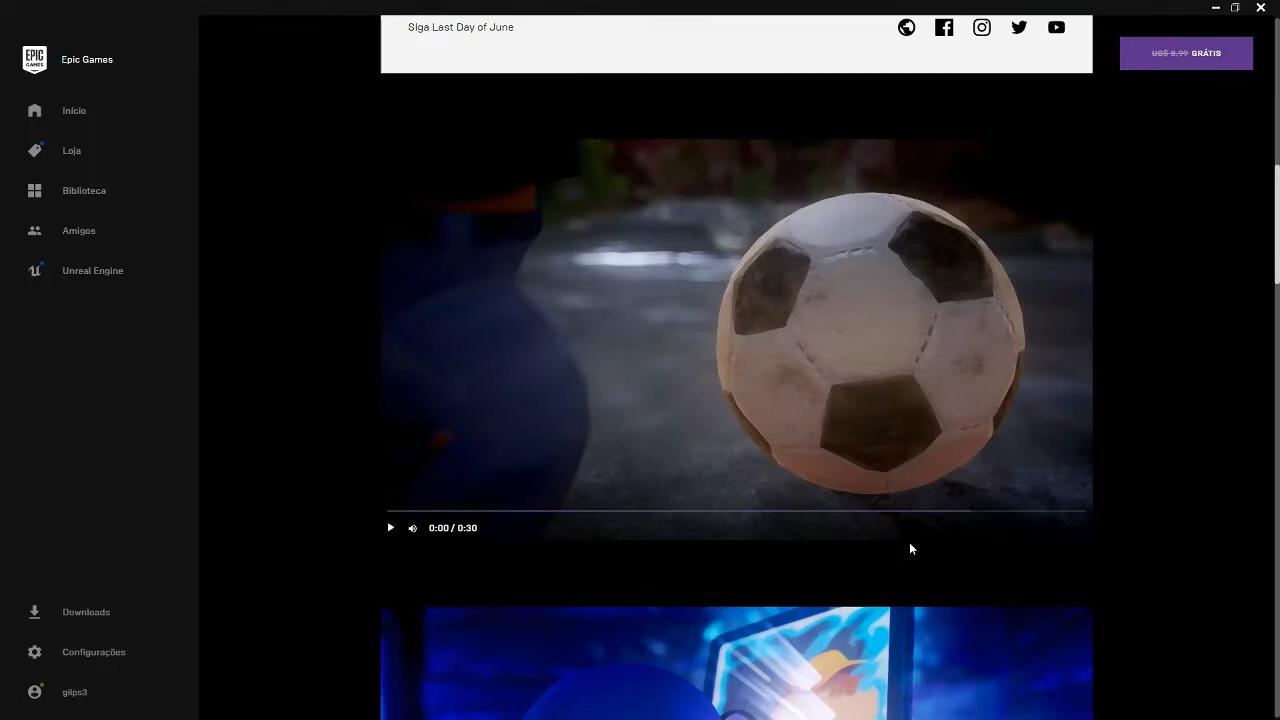 EPIC
GAMES
Epic Games
Início
Loja
Biblioteca
Amigos
Unreal Engine
Downloads
Configurações
gilps3
Siga Last Day of June
US$ 8,99 GRÁTIS
0:00 / 0:30